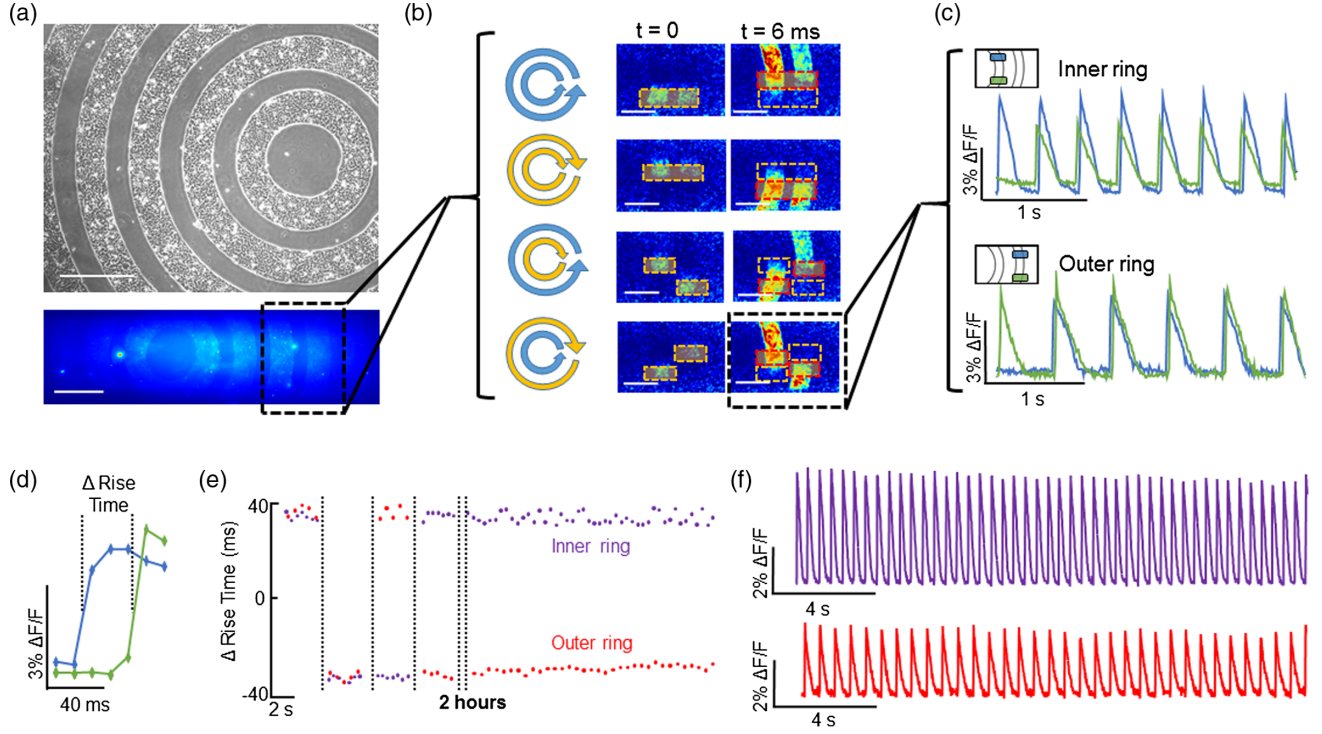 (a)
(b)
t = 0
t = 6 ms
(c)
Inner ring
3% ΔF/F
1 s
Outer ring
3% ΔF/F
1 s
(d)
Δ Rise
Time
3% ΔF/F
40 ms
(e)
Δ Rise Time (ms)
40
0
-40
2 s
Inner ring
Outer ring
2 hours
(f)
2% ΔF/F
4 s
2% ΔF/F
4 s